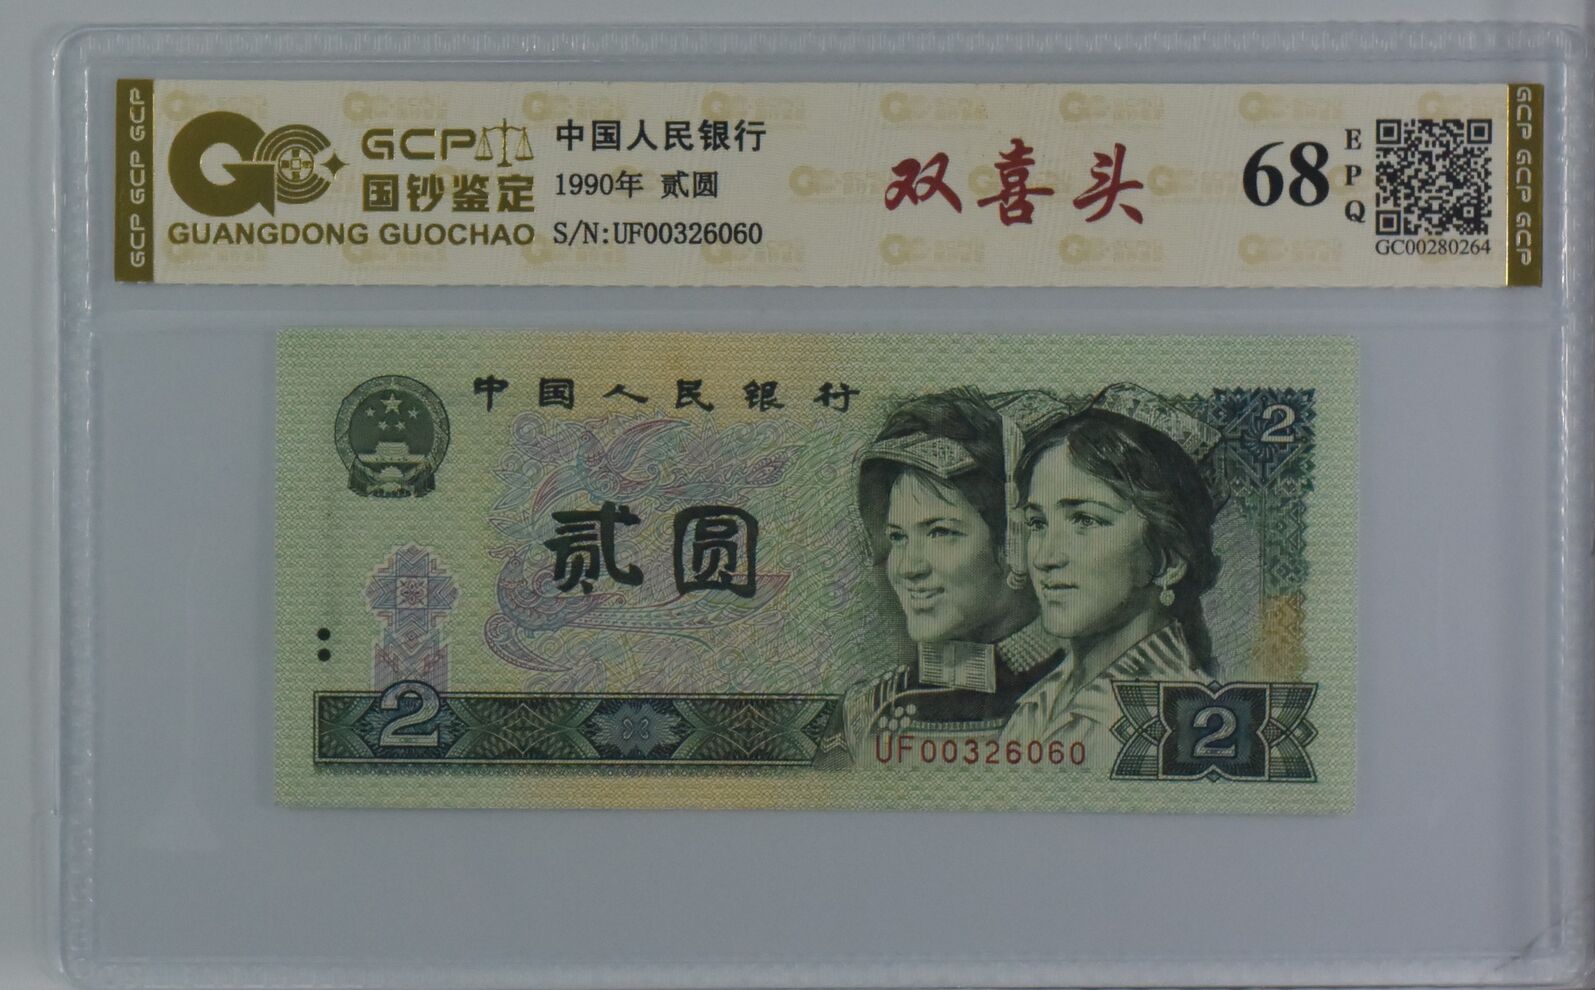 GCP
国钞鉴定
GUANGDONG GUOCHAO
中国人民银行
1990年 贰圆
S/N:UF00326060
双喜头
68
EPQ
GC00280264
GCP GCP GCP
GCP GCP GCP
中国人民银行
贰圆
2
2
2
UF00326060